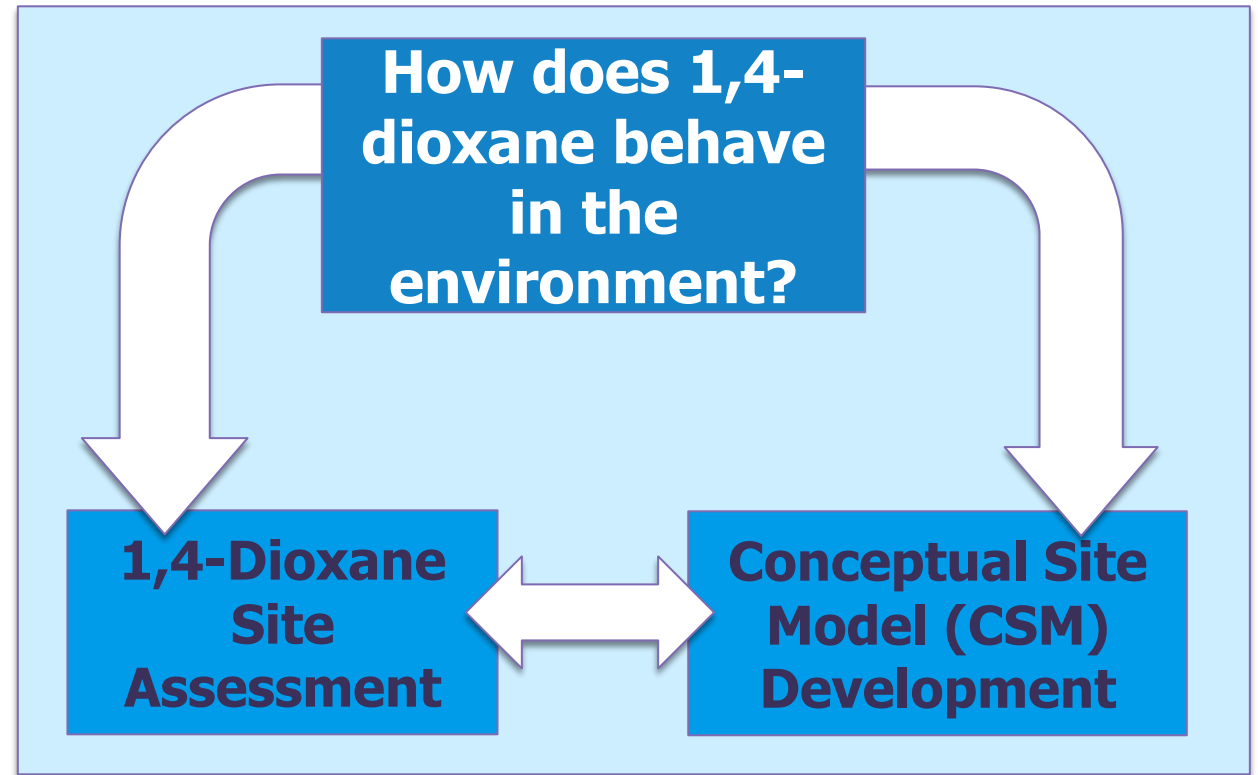 How does 1,4-
dioxane behave
in the
environment?
1,4-Dioxane
Site
Assessment
Conceptual Site
Model (CSM)
Development